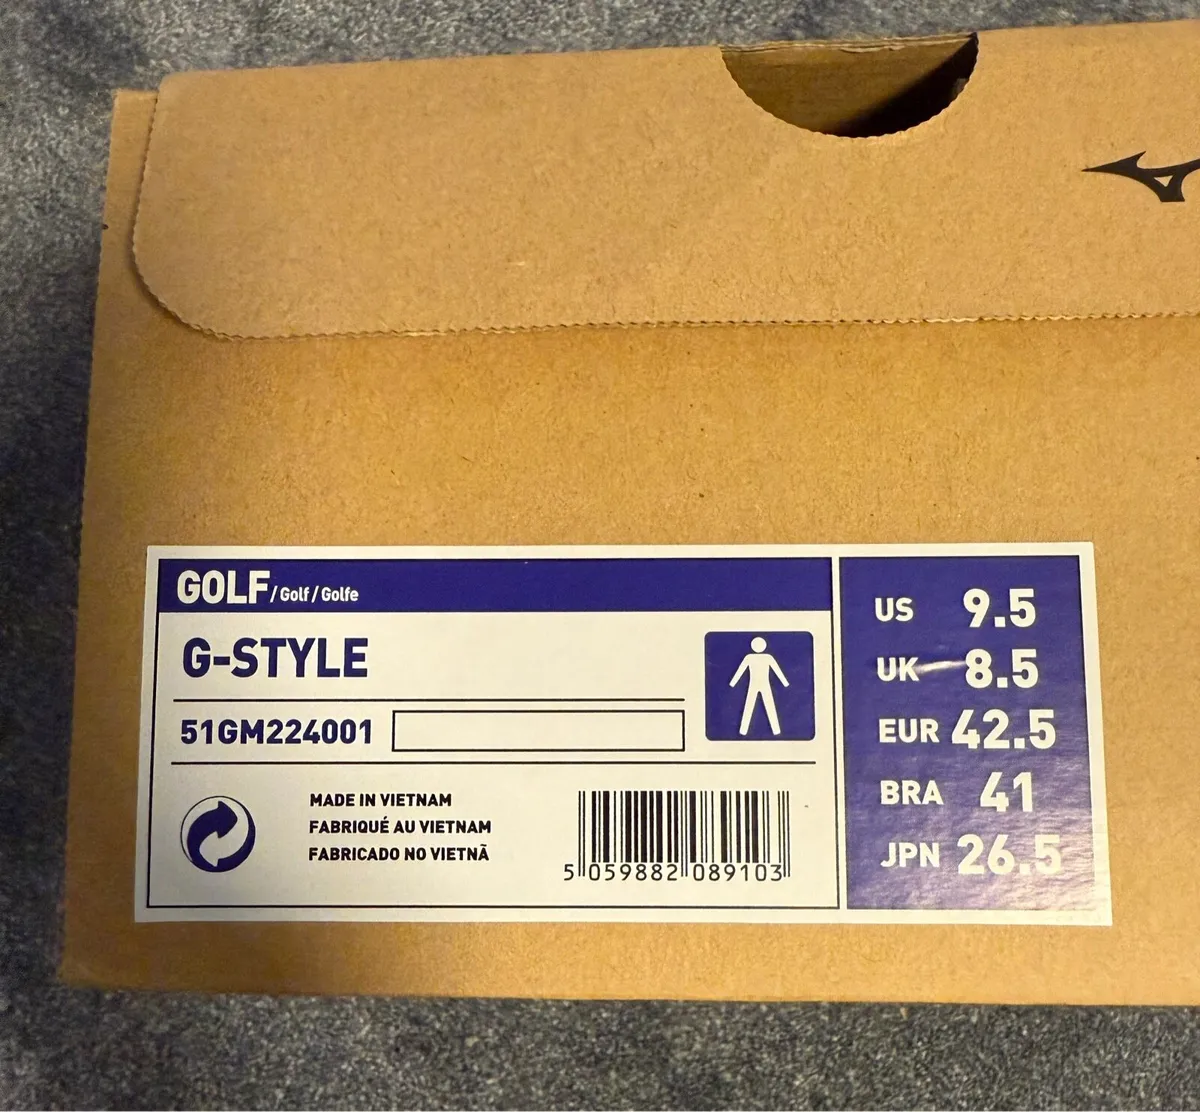 GOLF / Golf / Golfe
G-STYLE
51GM224001
MADE IN VIETNAM
FABRIQUÉ AU VIETNAM
FABRICADO NO VIETNÃ
5 059882 089103
US 9.5
UK 8.5
EUR 42.5
BRA 41
JPN 26.5